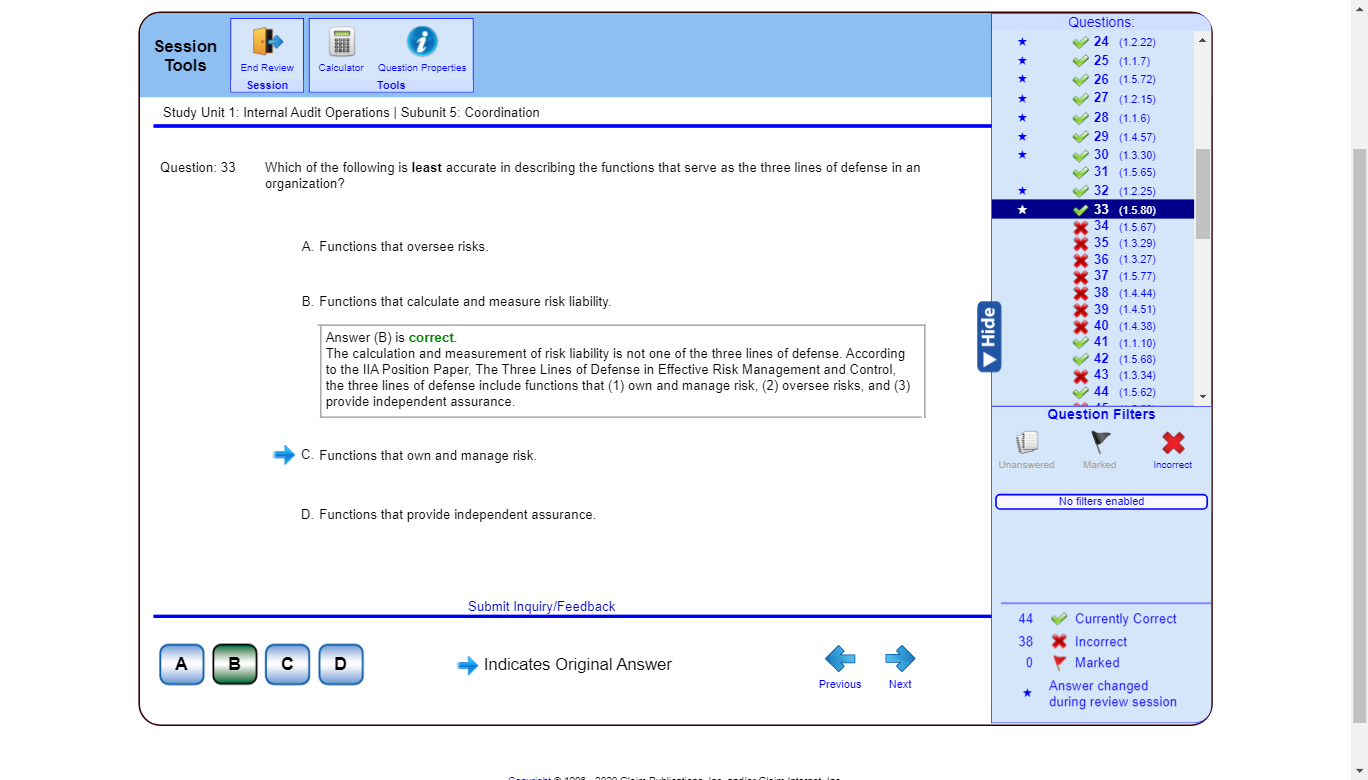 Session
Tools
End Review
Session
Calculator
Question Properties
Tools
Study Unit 1: Internal Audit Operations | Subunit 5: Coordination
Question: 33
Which of the following is least accurate in describing the functions that serve as the three lines of defense in an
organization?
A. Functions that oversee risks.
B. Functions that calculate and measure risk liability.
Answer (B) is correct.
The calculation and measurement of risk liability is not one of the three lines of defense. According
to the IIA Position Paper, The Three Lines of Defense in Effective Risk Management and Control,
the three lines of defense include functions that (1) own and manage risk, (2) oversee risks, and (3)
provide independent assurance.
C. Functions that own and manage risk.
D. Functions that provide independent assurance.
Submit Inquiry/Feedback
A
B
C
D
Indicates Original Answer
Previous
Next
Hide
Questions:
24 (1.2.22)
25 (1.1.7)
26 (1.5.72)
27 (1.2.15)
28 (1.1.6)
29 (1.4.57)
30 (1.3.30)
31 (1.5.65)
32 (1.2.25)
33 (1.5.80)
34 (1.5.67)
35 (1.3.29)
36 (1.3.27)
37 (1.5.77)
38 (1.4.44)
39 (1.4.51)
40 (1.4.38)
41 (1.1.10)
42 (1.5.68)
43 (1.3.34)
44 (1.5.62)
Question Filters
Unanswered
Marked
Incorrect
No filters enabled
44 Currently Correct
38 Incorrect
0 Marked
Answer changed
during review session